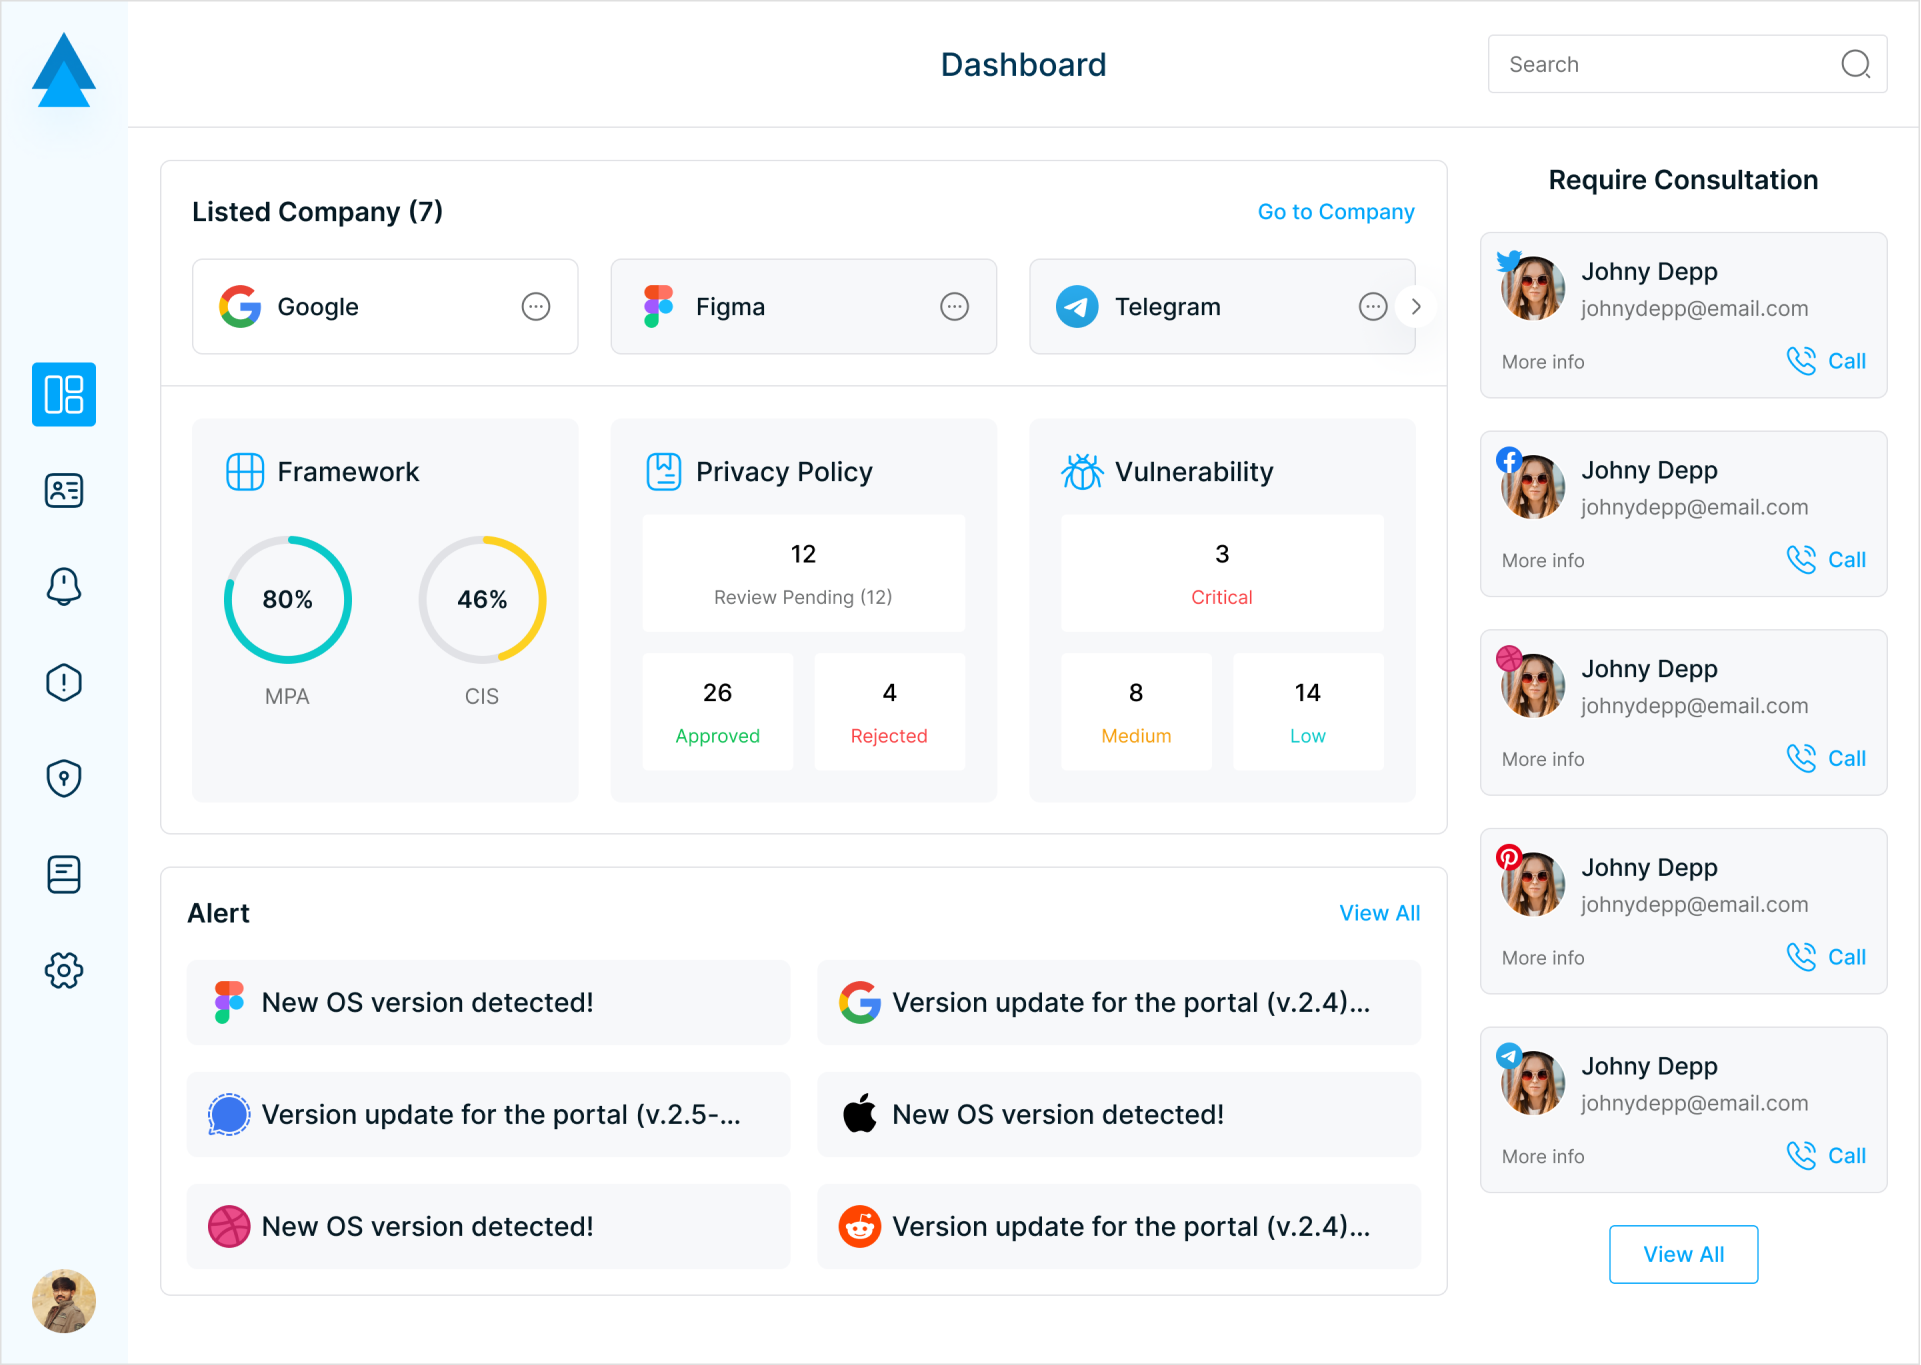 Dashboard
Search
Listed Company (7)
Go to Company
Google
Figma
Telegram
Framework
80%
MPA
46%
CIS
Privacy Policy
12
Review Pending (12)
26
Approved
4
Rejected
Vulnerability
3
Critical
8
Medium
14
Low
Alert
View All
New OS version detected!
Version update for the portal (v.2.4)...
Version update for the portal (v.2.5-...
New OS version detected!
New OS version detected!
Version update for the portal (v.2.4)...
Require Consultation
Johny Depp
johnydepp@email.com
More info
Call
Johny Depp
johnydepp@email.com
More info
Call
Johny Depp
johnydepp@email.com
More info
Call
Johny Depp
johnydepp@email.com
More info
Call
Johny Depp
johnydepp@email.com
More info
Call
View All